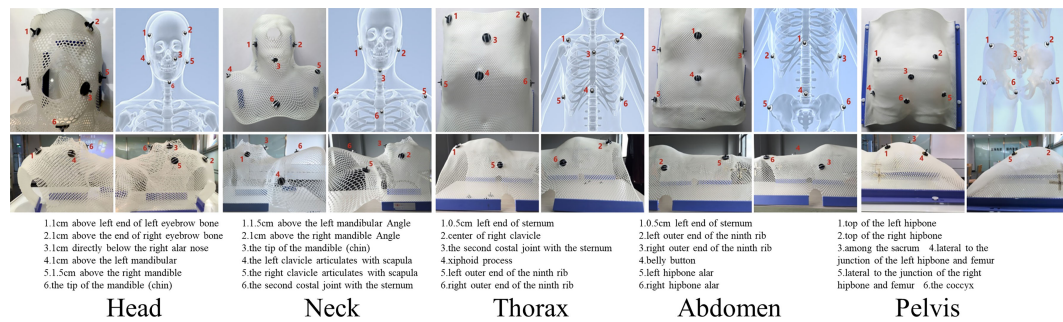 1.1cm above left end of left eyebrow bone
2.1cm above the end of right eyebrow bone
3.1cm directly below the right alar nose
4.1cm above the left mandibular
5.1.5cm above the right mandible
6.the tip of the mandible (chin)
Head
1.1.5cm above the left mandibular Angle
2.1cm above the right mandible Angle
3.the tip of the mandible (chin)
4.the left clavicle articulates with scapula
5.the right clavicle articulates with scapula
6.the second costal joint with the sternum
Neck
1.0.5cm left end of sternum
2.center of right clavicle
3.the second costal joint with the sternum
4.xiphoid process
5.left outer end of the ninth rib
6.right outer end of the ninth rib
Thorax
1.0.5cm left end of sternum
2.left outer end of the ninth rib
3.right outer end of the ninth rib
4.belly button
5.left hipbone alar
6.right hipbone alar
Abdomen
1.top of the left hipbone
2.top of the right hipbone
3.among the sacrum 4.lateral to the
junction of the left hipbone and femur
5.lateral to the junction of the right
hipbone and femur 6.the coccyx
Pelvis